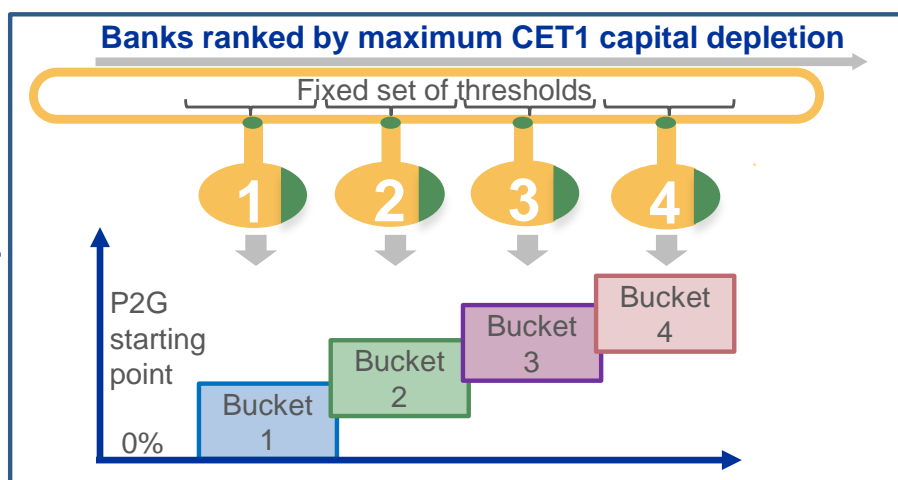 Banks ranked by maximum CET1 capital depletion
Fixed set of thresholds
1 2 3 4
P2G
starting
point
0%
Bucket
1
Bucket
2
Bucket
3
Bucket
4